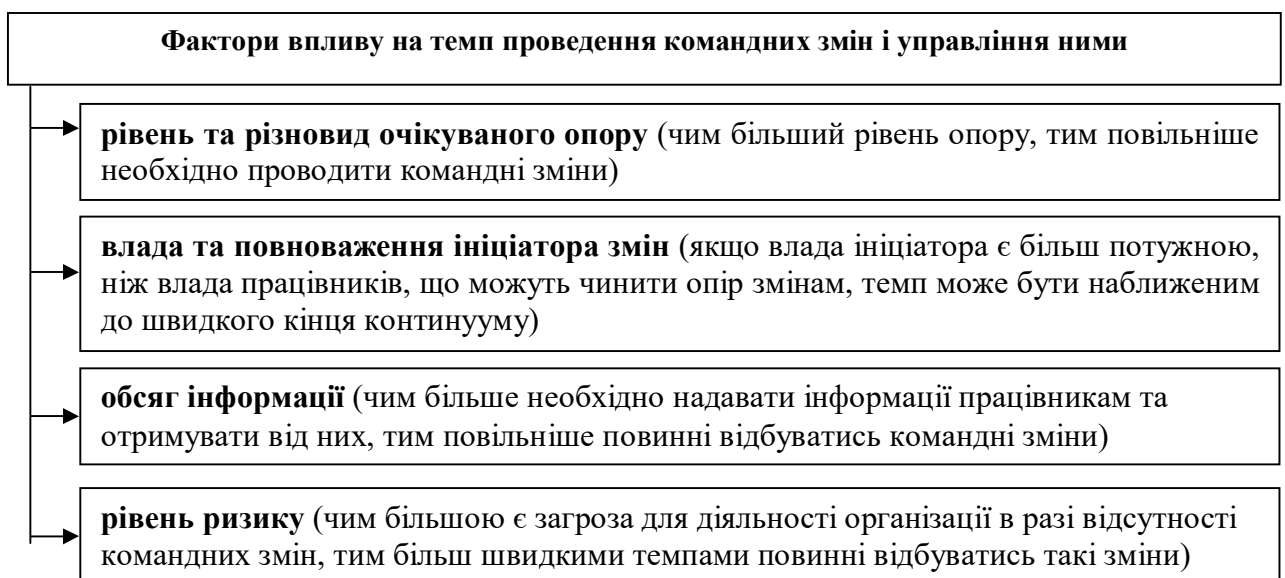 Фактори впливу на темп проведення командних змін і управління ними
рівень та різновид очікуваного опору (чим більший рівень опору, тим повільніше
необхідно проводити командні зміни)
влада та повноваження ініціатора змін (якщо влада ініціатора є більш потужною,
ніж влада працівників, що можуть чинити опір змінам, темп може бути наближеним
до швидкого кінця континууму)
обсяг інформації (чим більше необхідно надавати інформації працівникам та
отримувати від них, тим повільніше повинні відбуватись командні зміни)
рівень ризику (чим більшою є загроза для діяльності організації в разі відсутності
командних змін, тим більш швидкими темпами повинні відбуватись такі зміни)